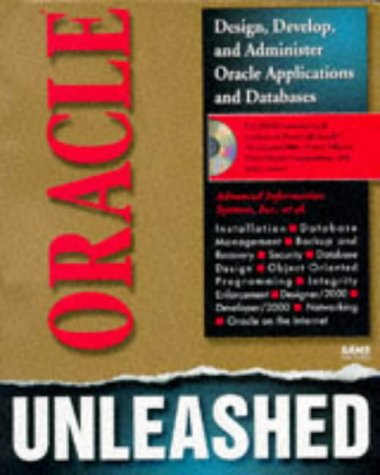 ORACLE
UNLEASHED
Design, Develop,
and Administer
Oracle Applications
and Databases
Advanced Information
Systems, Inc., et al.
Installation ■ Database
Management ■ Backup and
Recovery ■ Security ■ Database
Design ■ Object Oriented
Programming ■ Integrity
Enforcement ■ Designer/2000 ■
Developer/2000 ■ Networking
■ Oracle on the Internet
SAMS